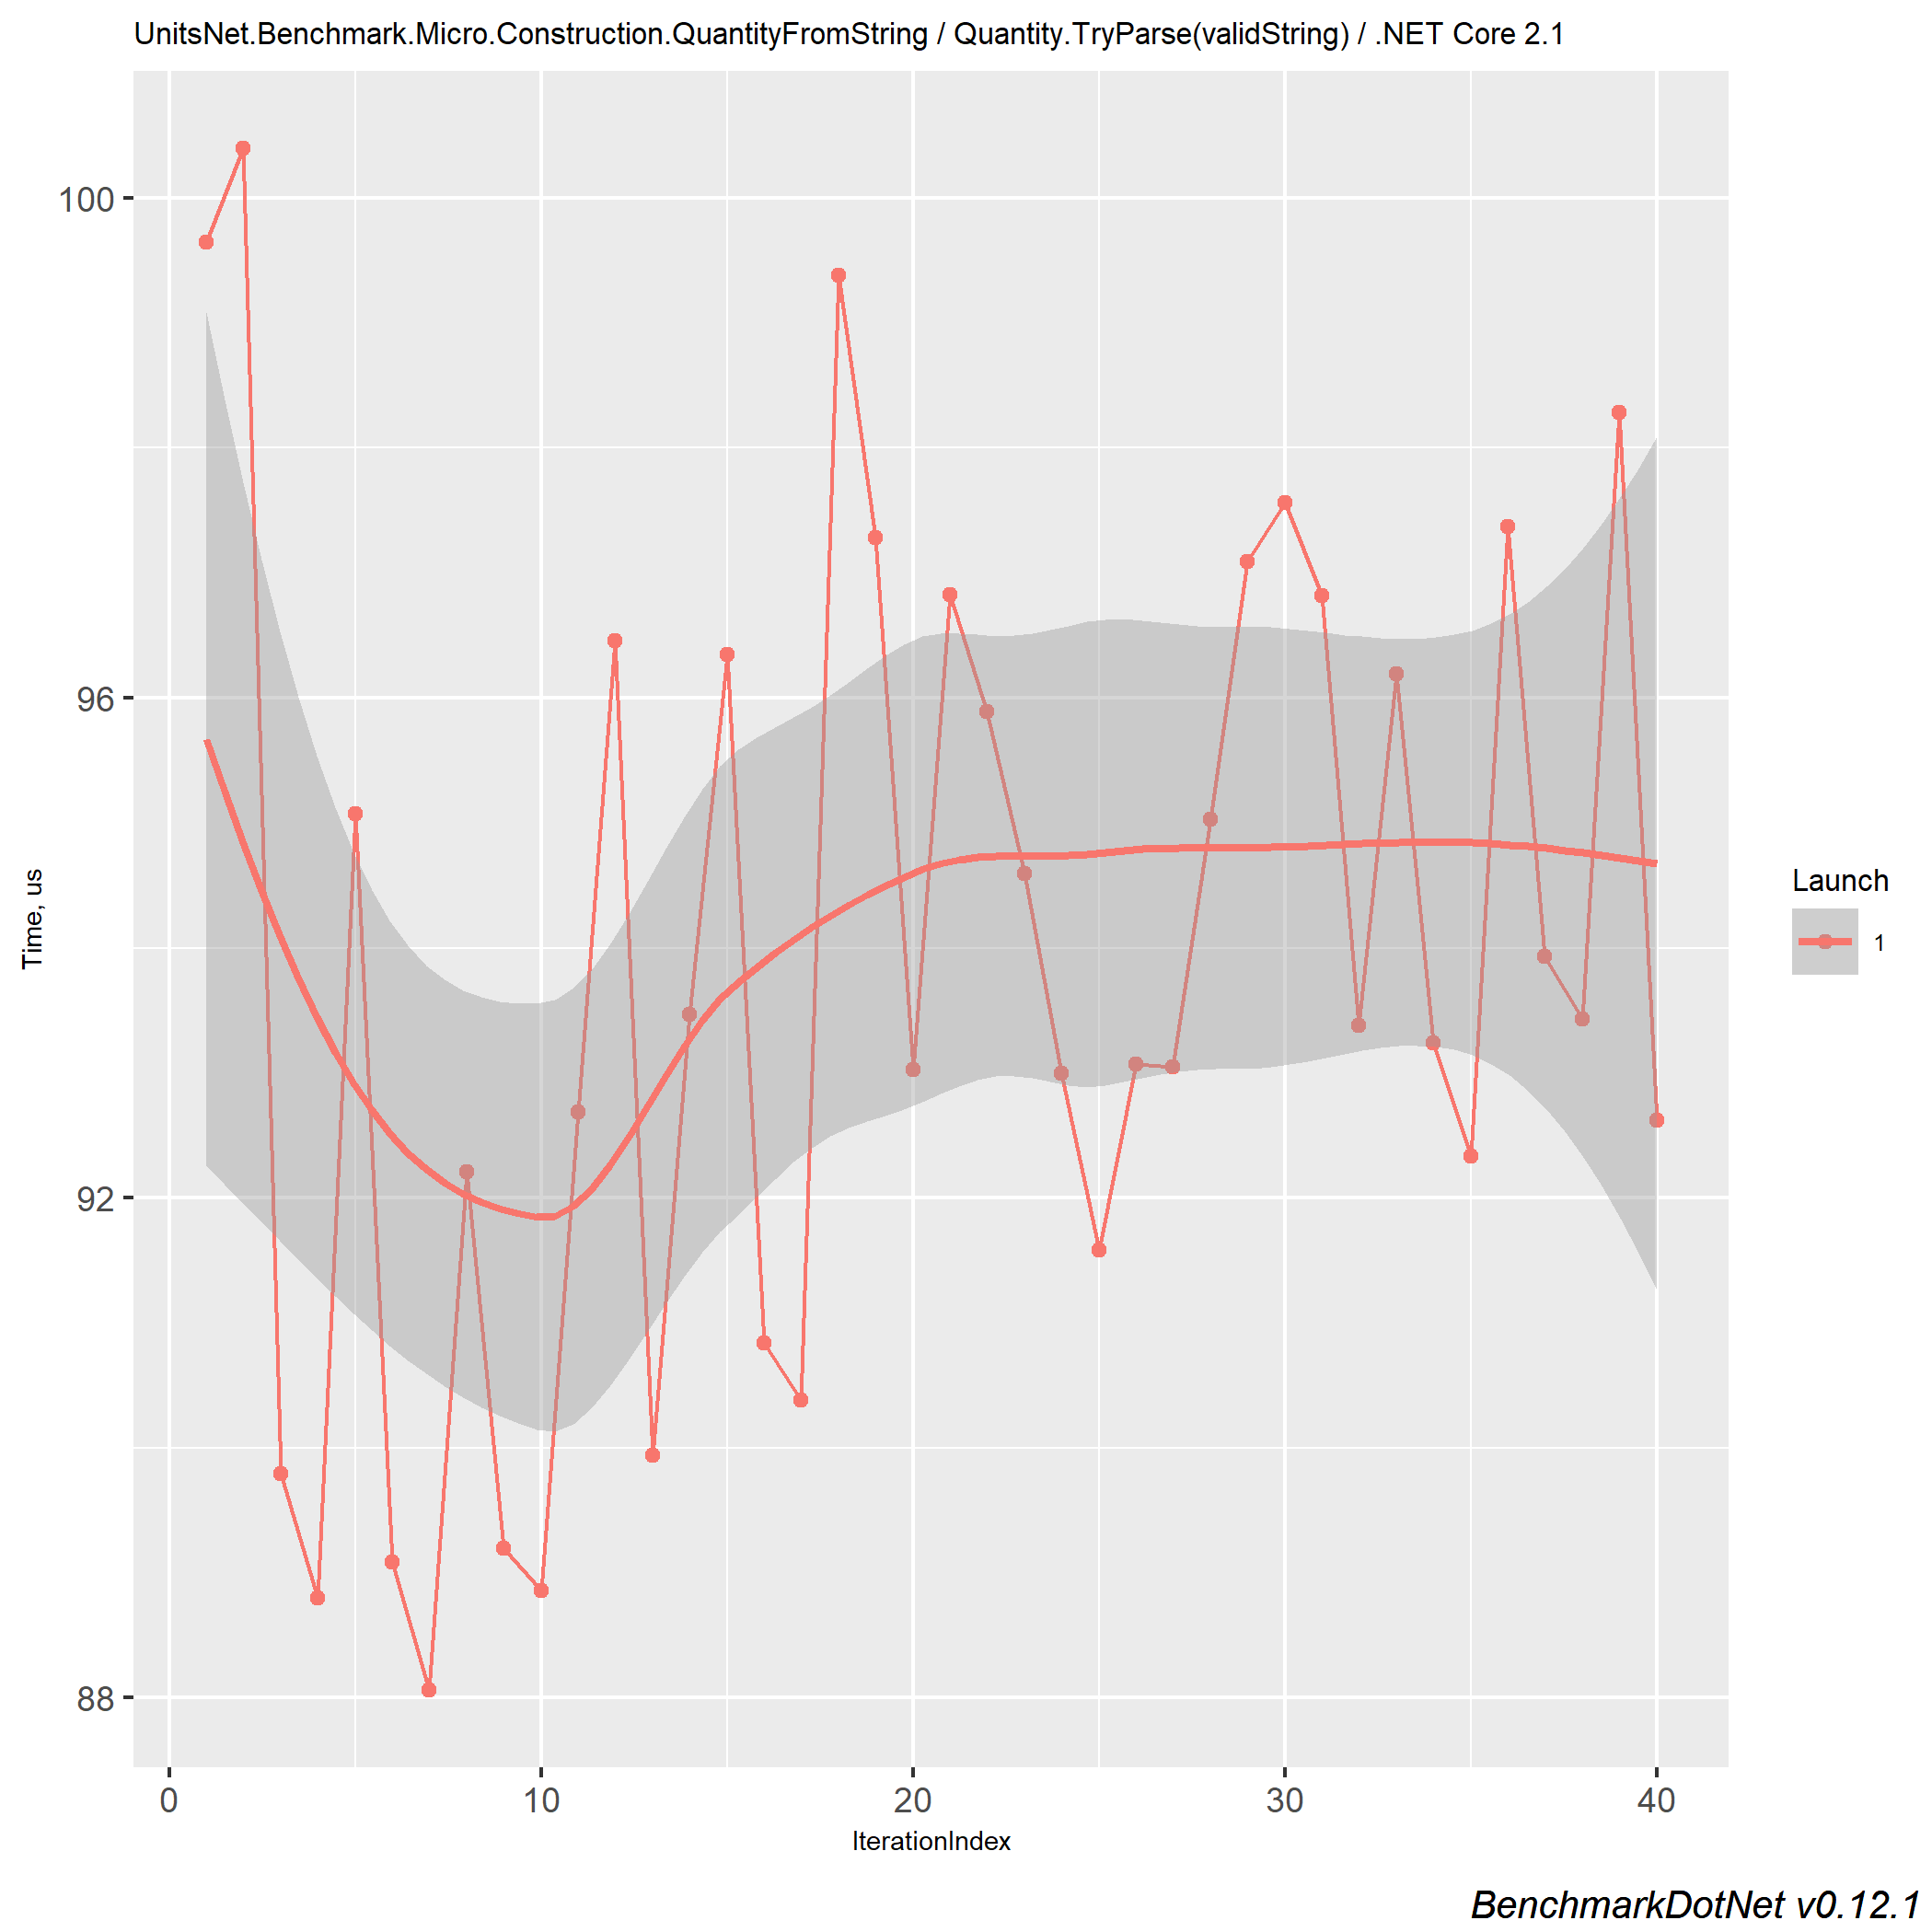 UnitsNet.Benchmark.Micro.Construction.QuantityFromString / Quantity.TryParse(validString) / .NET Core 2.1
100
96
92
88
Time, us
0 10 20 30 40
IterationIndex
Launch
1
BenchmarkDotNet v0.12.1